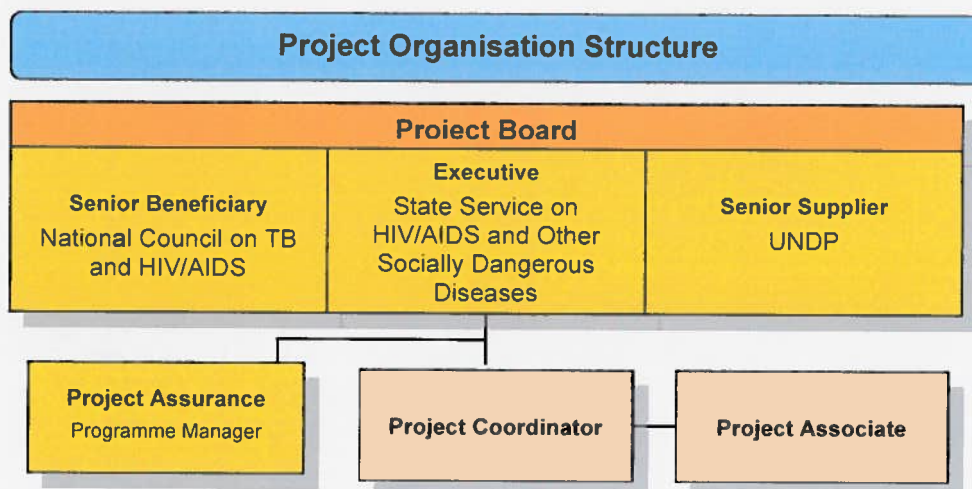 Project Organisation Structure
Project Board
Senior Beneficiary
National Council on TB
and HIV/AIDS
Executive
State Service on
HIV/AIDS and Other
Socially Dangerous
Diseases
Senior Supplier
UNDP
Project Assurance
Programme Manager
Project Coordinator
Project Associate